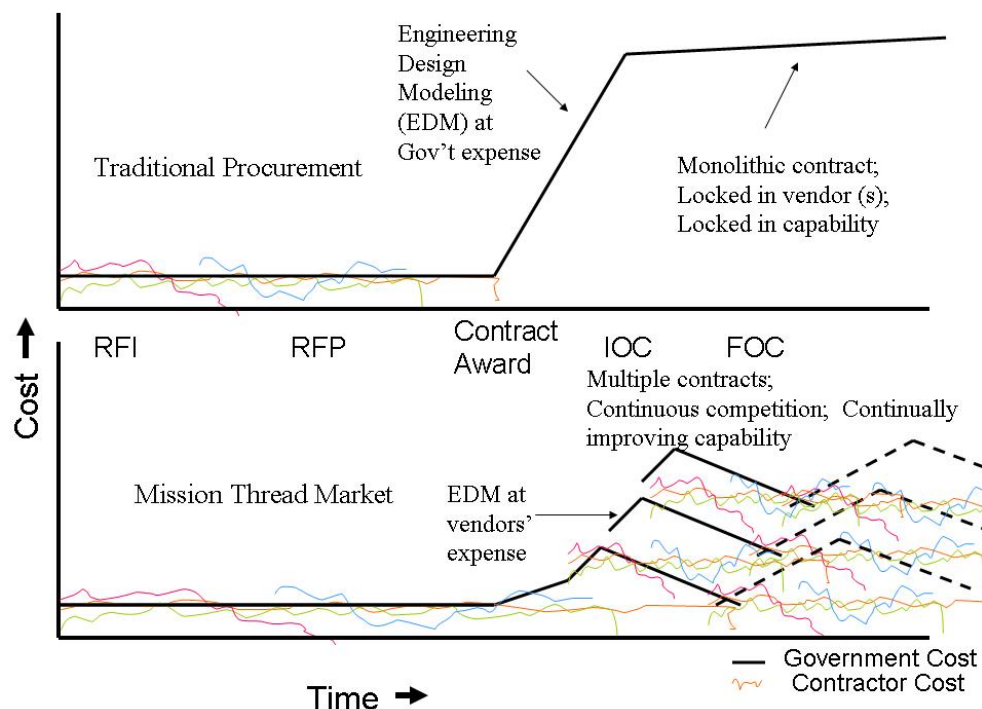 Engineering
Design
Modeling
(EDM) at
Gov't expense
Traditional Procurement
Monolithic contract;
Locked in vendor (s);
Locked in capability
RFI
RFP
Contract
Award
IOC
FOC
Cost
Multiple contracts;
Continuous competition; Continually
improving capability
Mission Thread Market
EDM at
vendors'
expense
Government Cost
Contractor Cost
Time